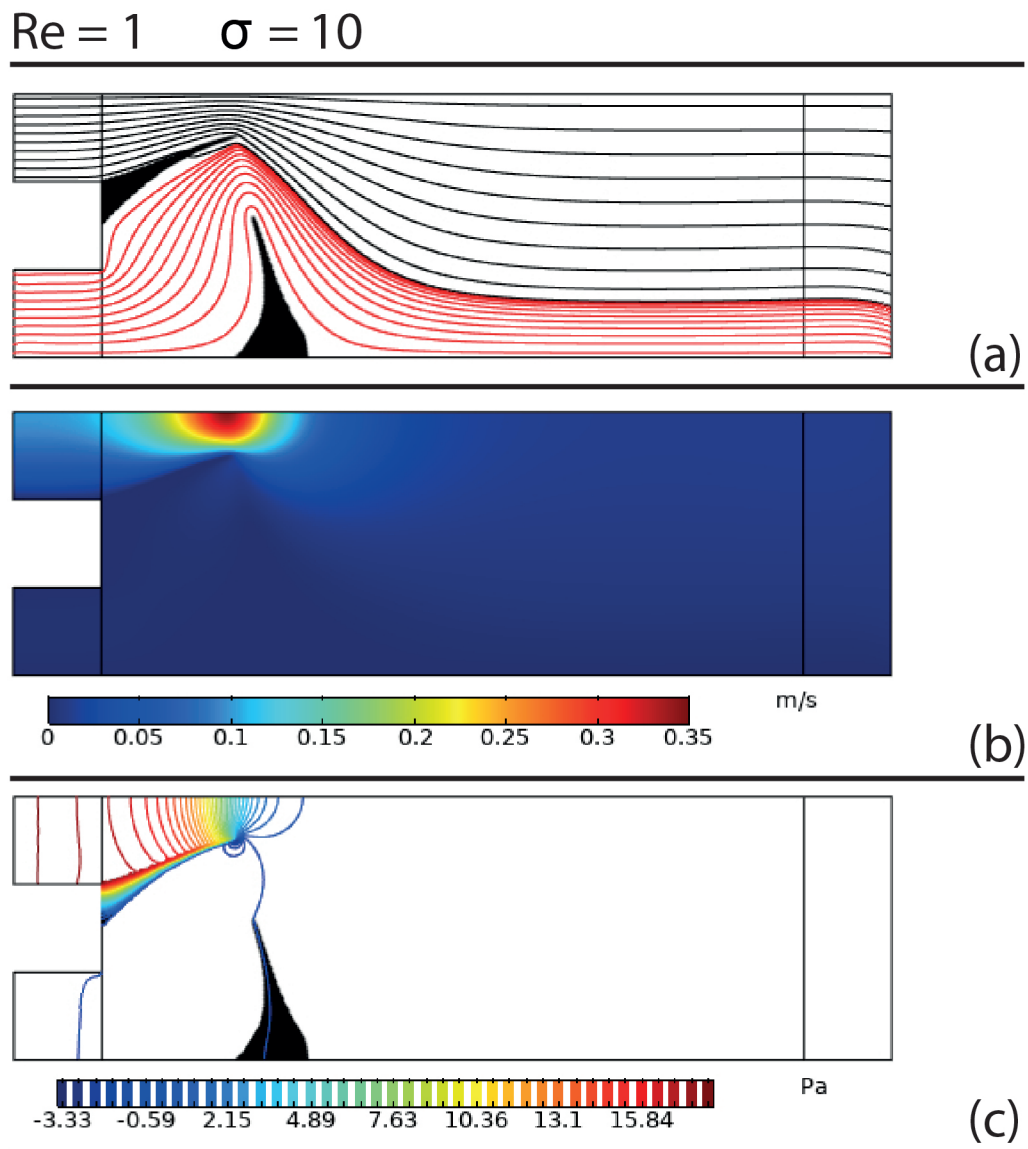 Re = 1 σ = 10
(a)
m/s
0 0.05 0.1 0.15 0.2 0.25 0.3 0.35
(b)
Pa
-3.33 -0.59 2.15 4.89 7.63 10.36 13.1 15.84
(c)